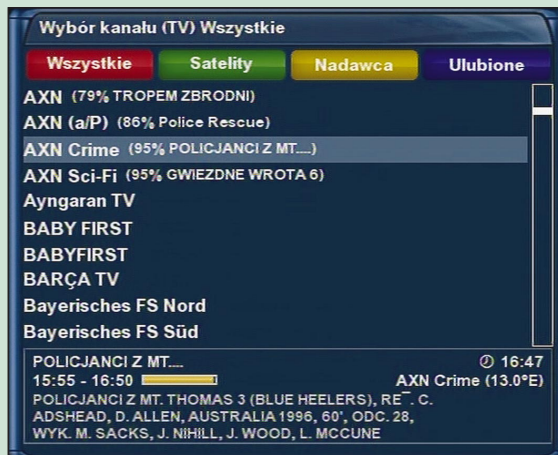 Wybór kanału (TV) Wszystkie
Wszystkie Satelity Nadawca Ulubione
AXN (79% TROPEM ZBRODNI)
AXN (a/P) (86% Police Rescue)
AXN Crime (95% POLICJANCI Z MT....)
AXN Sci-Fi (95% GWIEZDNE WROTA 6)
Ayngaran TV
BABY FIRST
BABYFIRST
BARÇA TV
Bayerisches FS Nord
Bayerisches FS Süd
POLICJANCI Z MT.... 16:47
15:55 - 16:50 AXN Crime (13.0°E)
POLICJANCI Z MT. THOMAS 3 (BLUE HEELERS), RE¯. C.
ADSHEAD, D. ALLEN, AUSTRALIA 1996, 60', ODC. 28,
WYK. M. SACKS, J. NIHILL, J. WOOD, L. MCCUNE